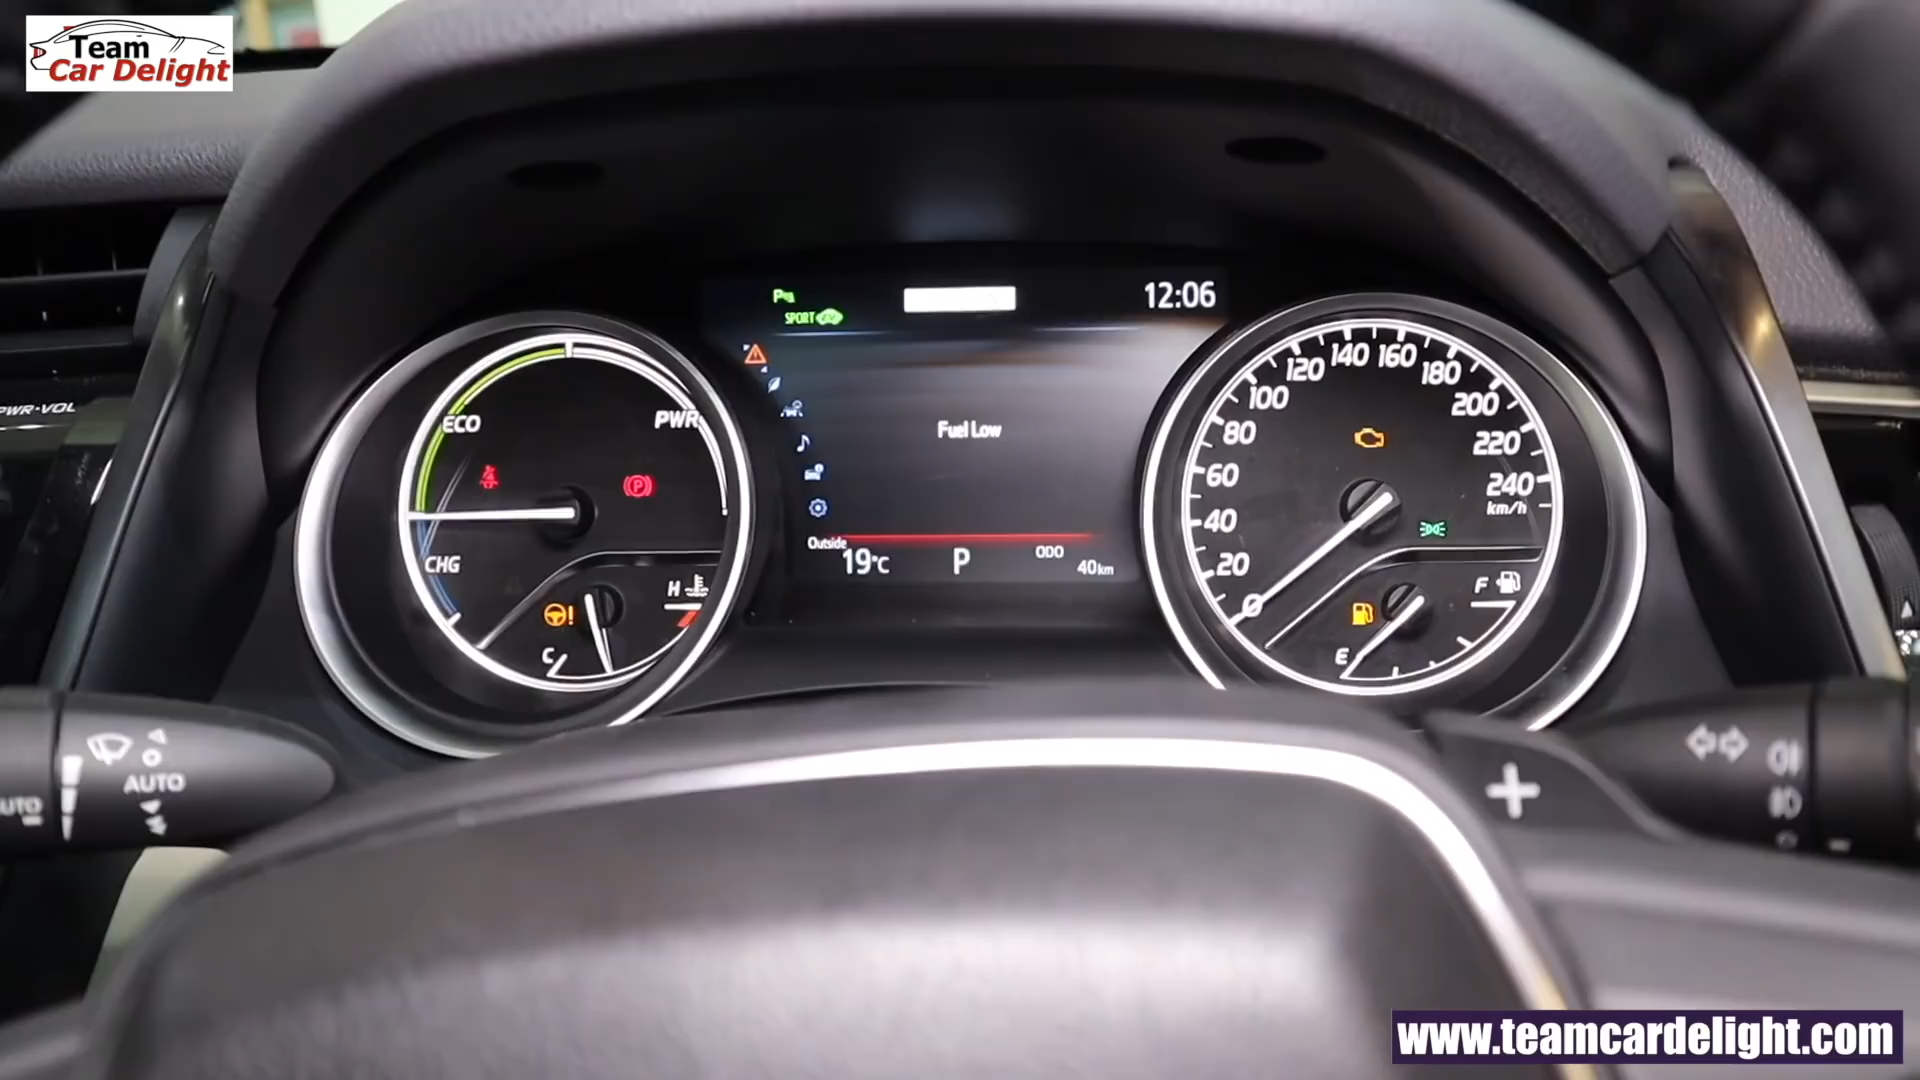 Team
Car Delight
PWR·VOL
SPORT
12:06
Fuel Low
Outside
19°C
P
ODO
40km
ECO
PWR
CHG
H
C
0
20
40
60
80
100
120
140
160
180
200
220
240
km/h
F
E
AUTO
+
www.teamcardelight.com